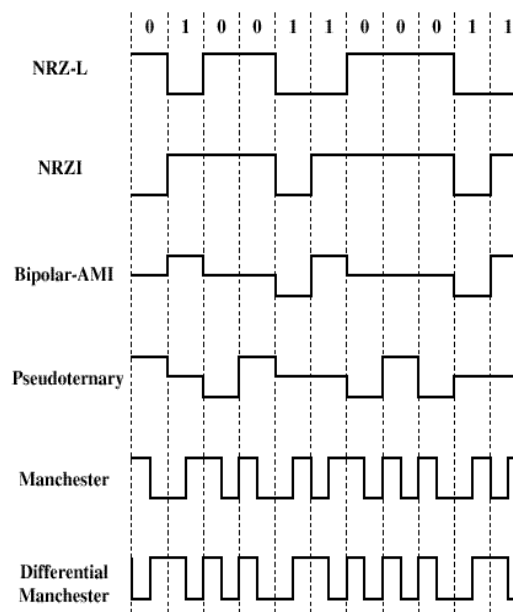 0 1 0 0 1 1 0 0 0 1 1
NRZ-L
NRZI
Bipolar-AMI
Pseudoternary
Manchester
Differential
Manchester